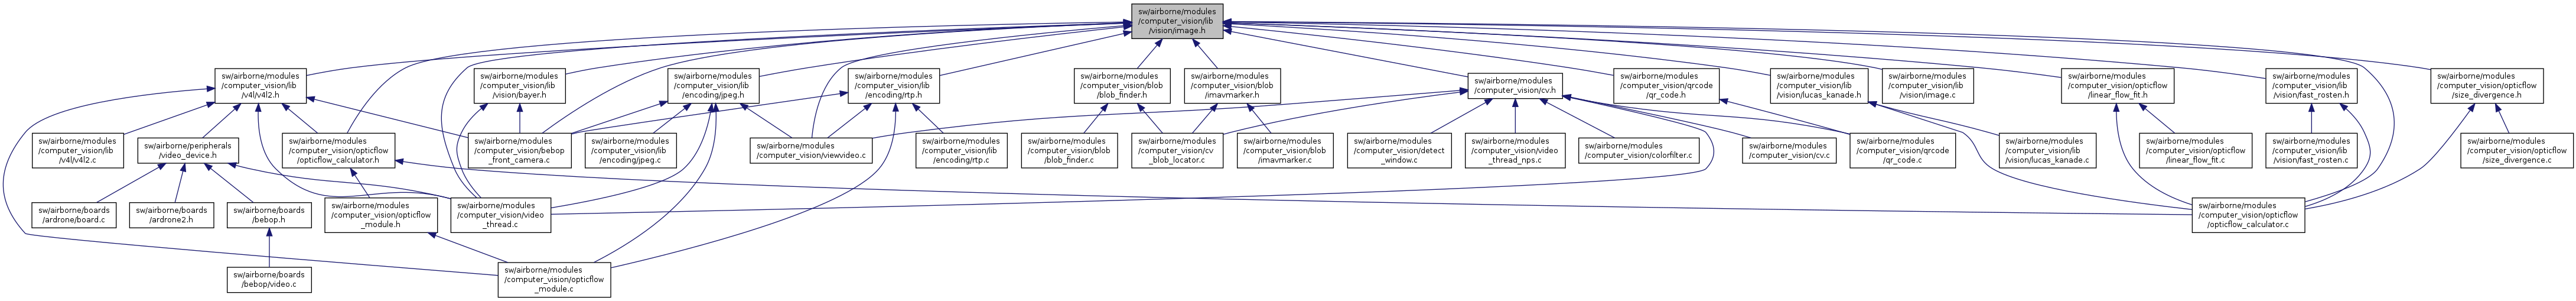 sw/airborne/modules
/computer_vision/lib
/vision/image.h
sw/airborne/modules
/computer_vision/lib
/v4l/v4l2.h
sw/airborne/modules
/computer_vision/lib
/vision/bayer.h
sw/airborne/modules
/computer_vision/lib
/encoding/jpeg.h
sw/airborne/modules
/computer_vision/lib
/encoding/rtp.h
sw/airborne/modules
/computer_vision/blob
/blob_finder.h
sw/airborne/modules
/computer_vision/blob
/imavmarker.h
sw/airborne/modules
/computer_vision/cv.h
sw/airborne/modules
/computer_vision/qrcode
/qr_code.h
sw/airborne/modules
/computer_vision/lib
/vision/lucas_kanade.h
sw/airborne/modules
/computer_vision/lib
/vision/image.c
sw/airborne/modules
/computer_vision/opticflow
/linear_flow_fit.h
sw/airborne/modules
/computer_vision/lib
/vision/fast_rosten.h
sw/airborne/modules
/computer_vision/opticflow
/size_divergence.h
sw/airborne/modules
/computer_vision/lib
/v4l/v4l2.c
sw/airborne/peripherals
/video_device.h
sw/airborne/modules
/computer_vision/opticflow
/opticflow_calculator.h
sw/airborne/modules
/computer_vision/bebop
_front_camera.c
sw/airborne/modules
/computer_vision/lib
/encoding/jpeg.c
sw/airborne/modules
/computer_vision/viewvideo.c
sw/airborne/modules
/computer_vision/lib
/encoding/rtp.c
sw/airborne/modules
/computer_vision/blob
/blob_finder.c
sw/airborne/modules
/computer_vision/cv
_blob_locator.c
sw/airborne/modules
/computer_vision/blob
/imavmarker.c
sw/airborne/modules
/computer_vision/detect
_window.c
sw/airborne/modules
/computer_vision/video
_thread_nps.c
sw/airborne/modules
/computer_vision/colorfilter.c
sw/airborne/modules
/computer_vision/cv.c
sw/airborne/modules
/computer_vision/qrcode
/qr_code.c
sw/airborne/modules
/computer_vision/lib
/vision/lucas_kanade.c
sw/airborne/modules
/computer_vision/opticflow
/linear_flow_fit.c
sw/airborne/modules
/computer_vision/lib
/vision/fast_rosten.c
sw/airborne/modules
/computer_vision/opticflow
/size_divergence.c
sw/airborne/boards
/ardrone/board.c
sw/airborne/boards
/ardrone2.h
sw/airborne/boards
/bebop.h
sw/airborne/modules
/computer_vision/opticflow
_module.h
sw/airborne/modules
/computer_vision/video
_thread.c
sw/airborne/modules
/computer_vision/opticflow
/opticflow_calculator.c
sw/airborne/boards
/bebop/video.c
sw/airborne/modules
/computer_vision/opticflow
_module.c